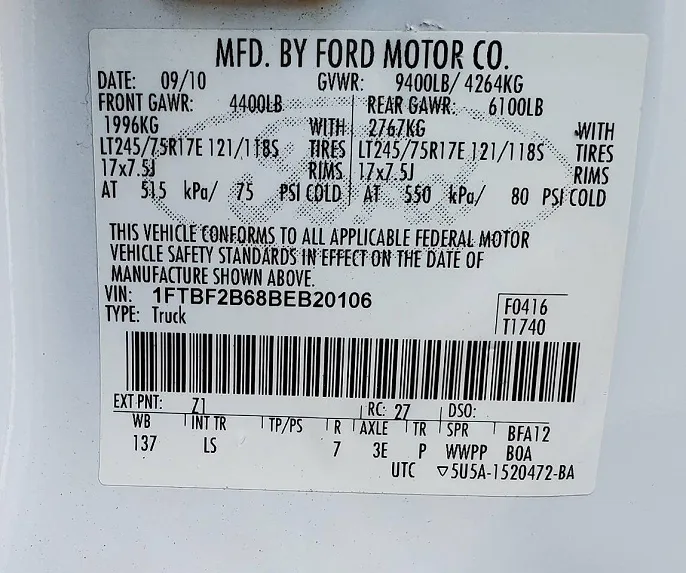 MFD. BY FORD MOTOR CO.
DATE: 09/10 GVWR: 9400LB/ 4264KG
FRONT GAWR: 4400LB REAR GAWR: 6100LB
1996KG WITH 2767KG WITH
LT245/75R17E 121/118S TIRES LT245/75R17E 121/118S TIRES
17x7.5J RIMS 17x7.5J RIMS
AT 515 kPa/ 75 PSI COLD AT 550 kPa/ 80 PSI COLD
THIS VEHICLE CONFORMS TO ALL APPLICABLE FEDERAL MOTOR
VEHICLE SAFETY STANDARDS IN EFFECT ON THE DATE OF
MANUFACTURE SHOWN ABOVE.
VIN: 1FTBF2B68BEB20106 F0416
TYPE: Truck T1740
EXT PNT: Z1 RC: 27 DSO:
WB INT TR TP/PS R AXLE TR SPR BFA12
137 LS 7 3E P WWPP BOA
UTC ▽5U5A-1520472-BA